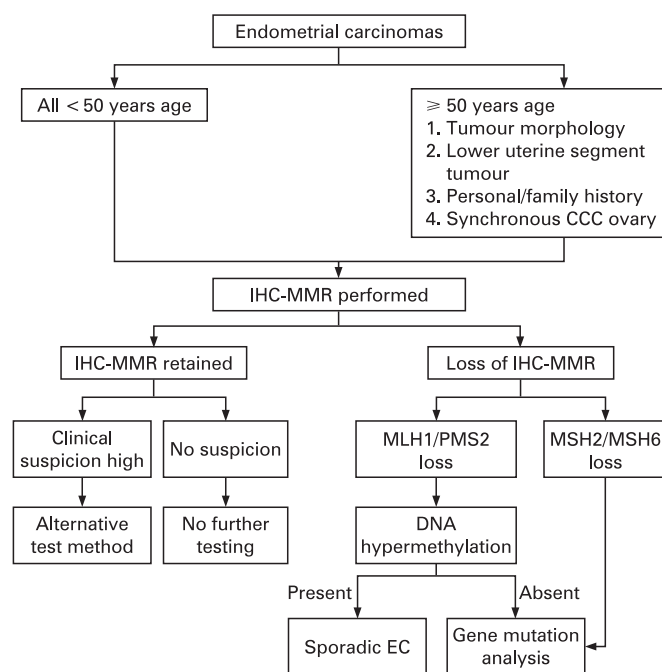 Endometrial carcinomas
All < 50 years age
≥ 50 years age
1. Tumour morphology
2. Lower uterine segment
tumour
3. Personal/family history
4. Synchronous CCC ovary
IHC-MMR performed
IHC-MMR retained
Loss of IHC-MMR
Clinical
suspicion high
No suspicion
MLH1/PMS2
loss
MSH2/MSH6
loss
Alternative
test method
No further
testing
DNA
hypermethylation
Present
Absent
Sporadic EC
Gene mutation
analysis